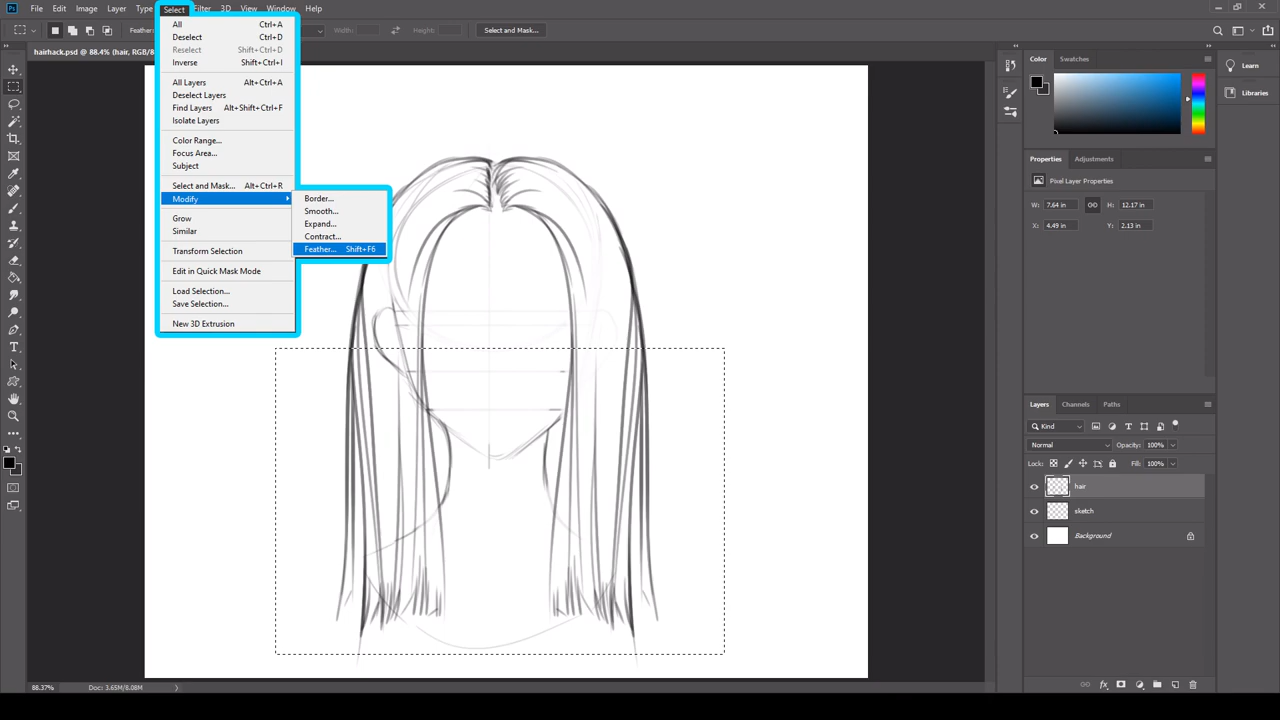 Ps File Edit Image Layer Type Select Filter 3D View Window Help
Feather: Width: Height: Select and Mask...
hairhack.psd @ 88.4% (hair, RGB/8
All Ctrl+A
Deselect Ctrl+D
Reselect Shift+Ctrl+D
Inverse Shift+Ctrl+I
All Layers Alt+Ctrl+A
Deselect Layers
Find Layers Alt+Shift+Ctrl+F
Isolate Layers
Color Range...
Focus Area...
Subject
Select and Mask... Alt+Ctrl+R
Modify
Grow
Similar
Transform Selection
Edit in Quick Mask Mode
Load Selection...
Save Selection...
New 3D Extrusion
Border...
Smooth...
Expand...
Contract...
Feather... Shift+F6
Color Swatches
Learn
Libraries
Properties Adjustments
Pixel Layer Properties
W: 7.64 in H: 12.17 in
X: 4.49 in Y: 2.13 in
Layers Channels Paths
Kind
Normal Opacity: 100%
Lock: Fill: 100%
hair
sketch
Background
88.37% Doc: 3.65M/8.08M